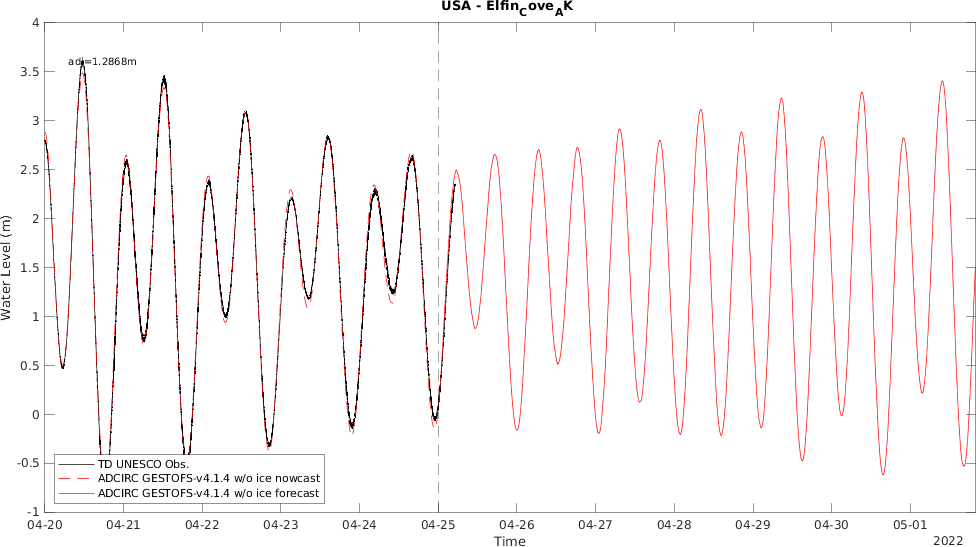 USA - ElfinCoveAK
4
adj=1.2868m
3.5
3
2.5
2
1.5
1
0.5
0
-0.5
-1
Water Level (m)
TD UNESCO Obs.
ADCIRC GESTOFS-v4.1.4 w/o ice nowcast
ADCIRC GESTOFS-v4.1.4 w/o ice forecast
04-20 04-21 04-22 04-23 04-24 04-25 04-26 04-27 04-28 04-29 04-30 05-01
Time
2022